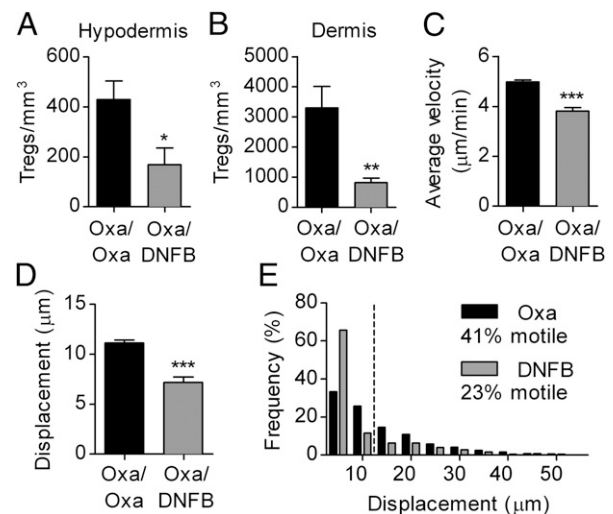 A Hypodermis
Tregs/mm³
600
400
200
0
*
Oxa/ Oxa/
Oxa DNFB
B Dermis
Tregs/mm³
5000
4000
3000
2000
1000
0
**
Oxa/ Oxa/
Oxa DNFB
C
Average velocity
(μm/min)
6
4
2
0
***
Oxa/ Oxa/
Oxa DNFB
D
Displacement (μm)
15
10
5
0
***
Oxa/ Oxa/
Oxa DNFB
E
Frequency (%)
80
60
40
20
0
Oxa
41% motile
DNFB
23% motile
10 20 30 40 50
Displacement (μm)